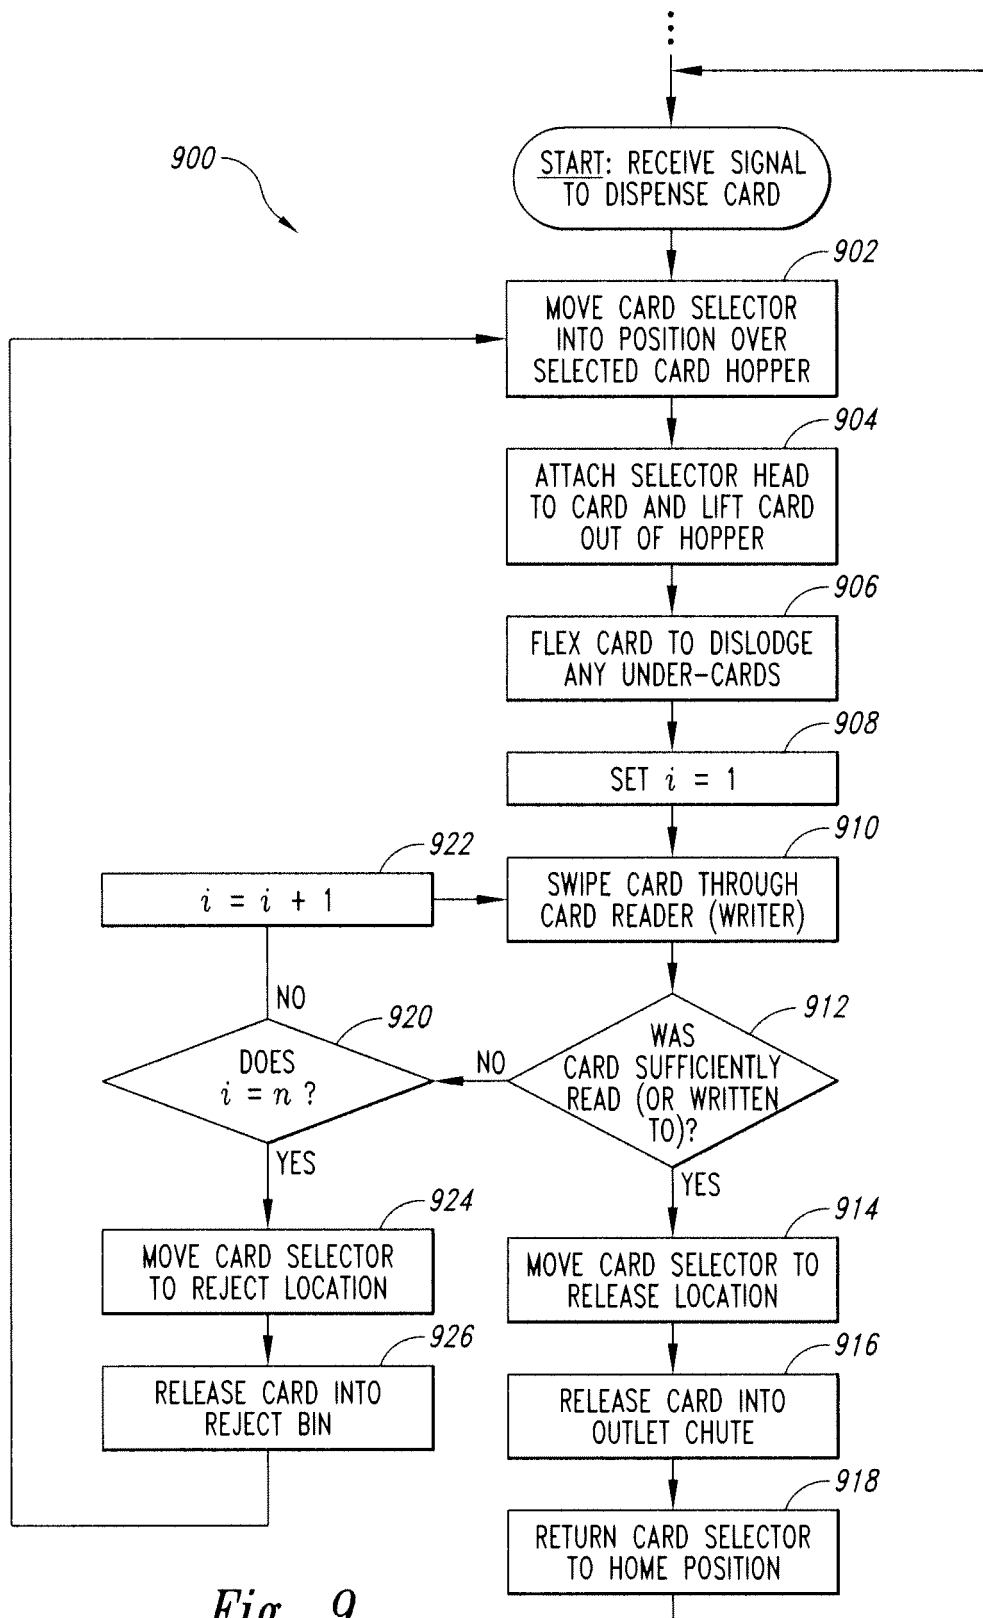 900
START: RECEIVE SIGNAL
TO DISPENSE CARD
902
MOVE CARD SELECTOR
INTO POSITION OVER
SELECTED CARD HOPPER
904
ATTACH SELECTOR HEAD
TO CARD AND LIFT CARD
OUT OF HOPPER
906
FLEX CARD TO DISLODGE
ANY UNDER-CARDS
908
SET i = 1
910
SWIPE CARD THROUGH
CARD READER (WRITER)
922
i = i + 1
912
WAS
CARD SUFFICIENTLY
READ (OR WRITTEN
TO)?
NO
YES
920
DOES
i = n ?
NO
YES
924
MOVE CARD SELECTOR
TO REJECT LOCATION
926
RELEASE CARD INTO
REJECT BIN
914
MOVE CARD SELECTOR TO
RELEASE LOCATION
916
RELEASE CARD INTO
OUTLET CHUTE
918
RETURN CARD SELECTOR
TO HOME POSITION
Fig. 9